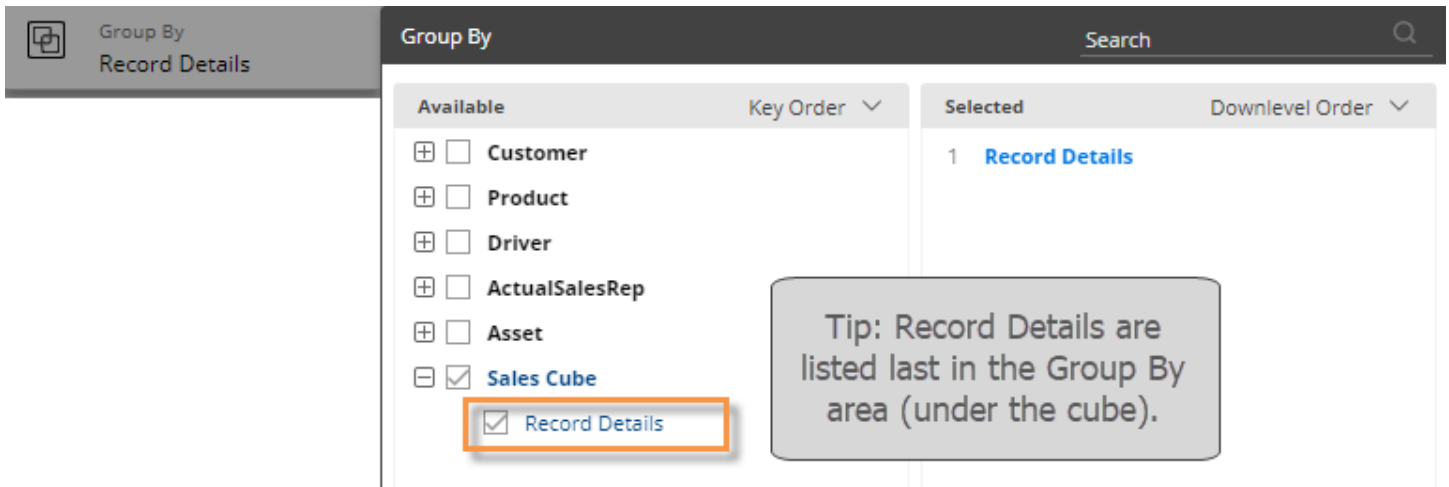 Group By
Record Details
Group By
Search
Available
Key Order
Selected
Downlevel Order
Customer
1 Record Details
Product
Driver
ActualSalesRep
Asset
Sales Cube
Record Details
Tip: Record Details are
listed last in the Group By
area (under the cube).